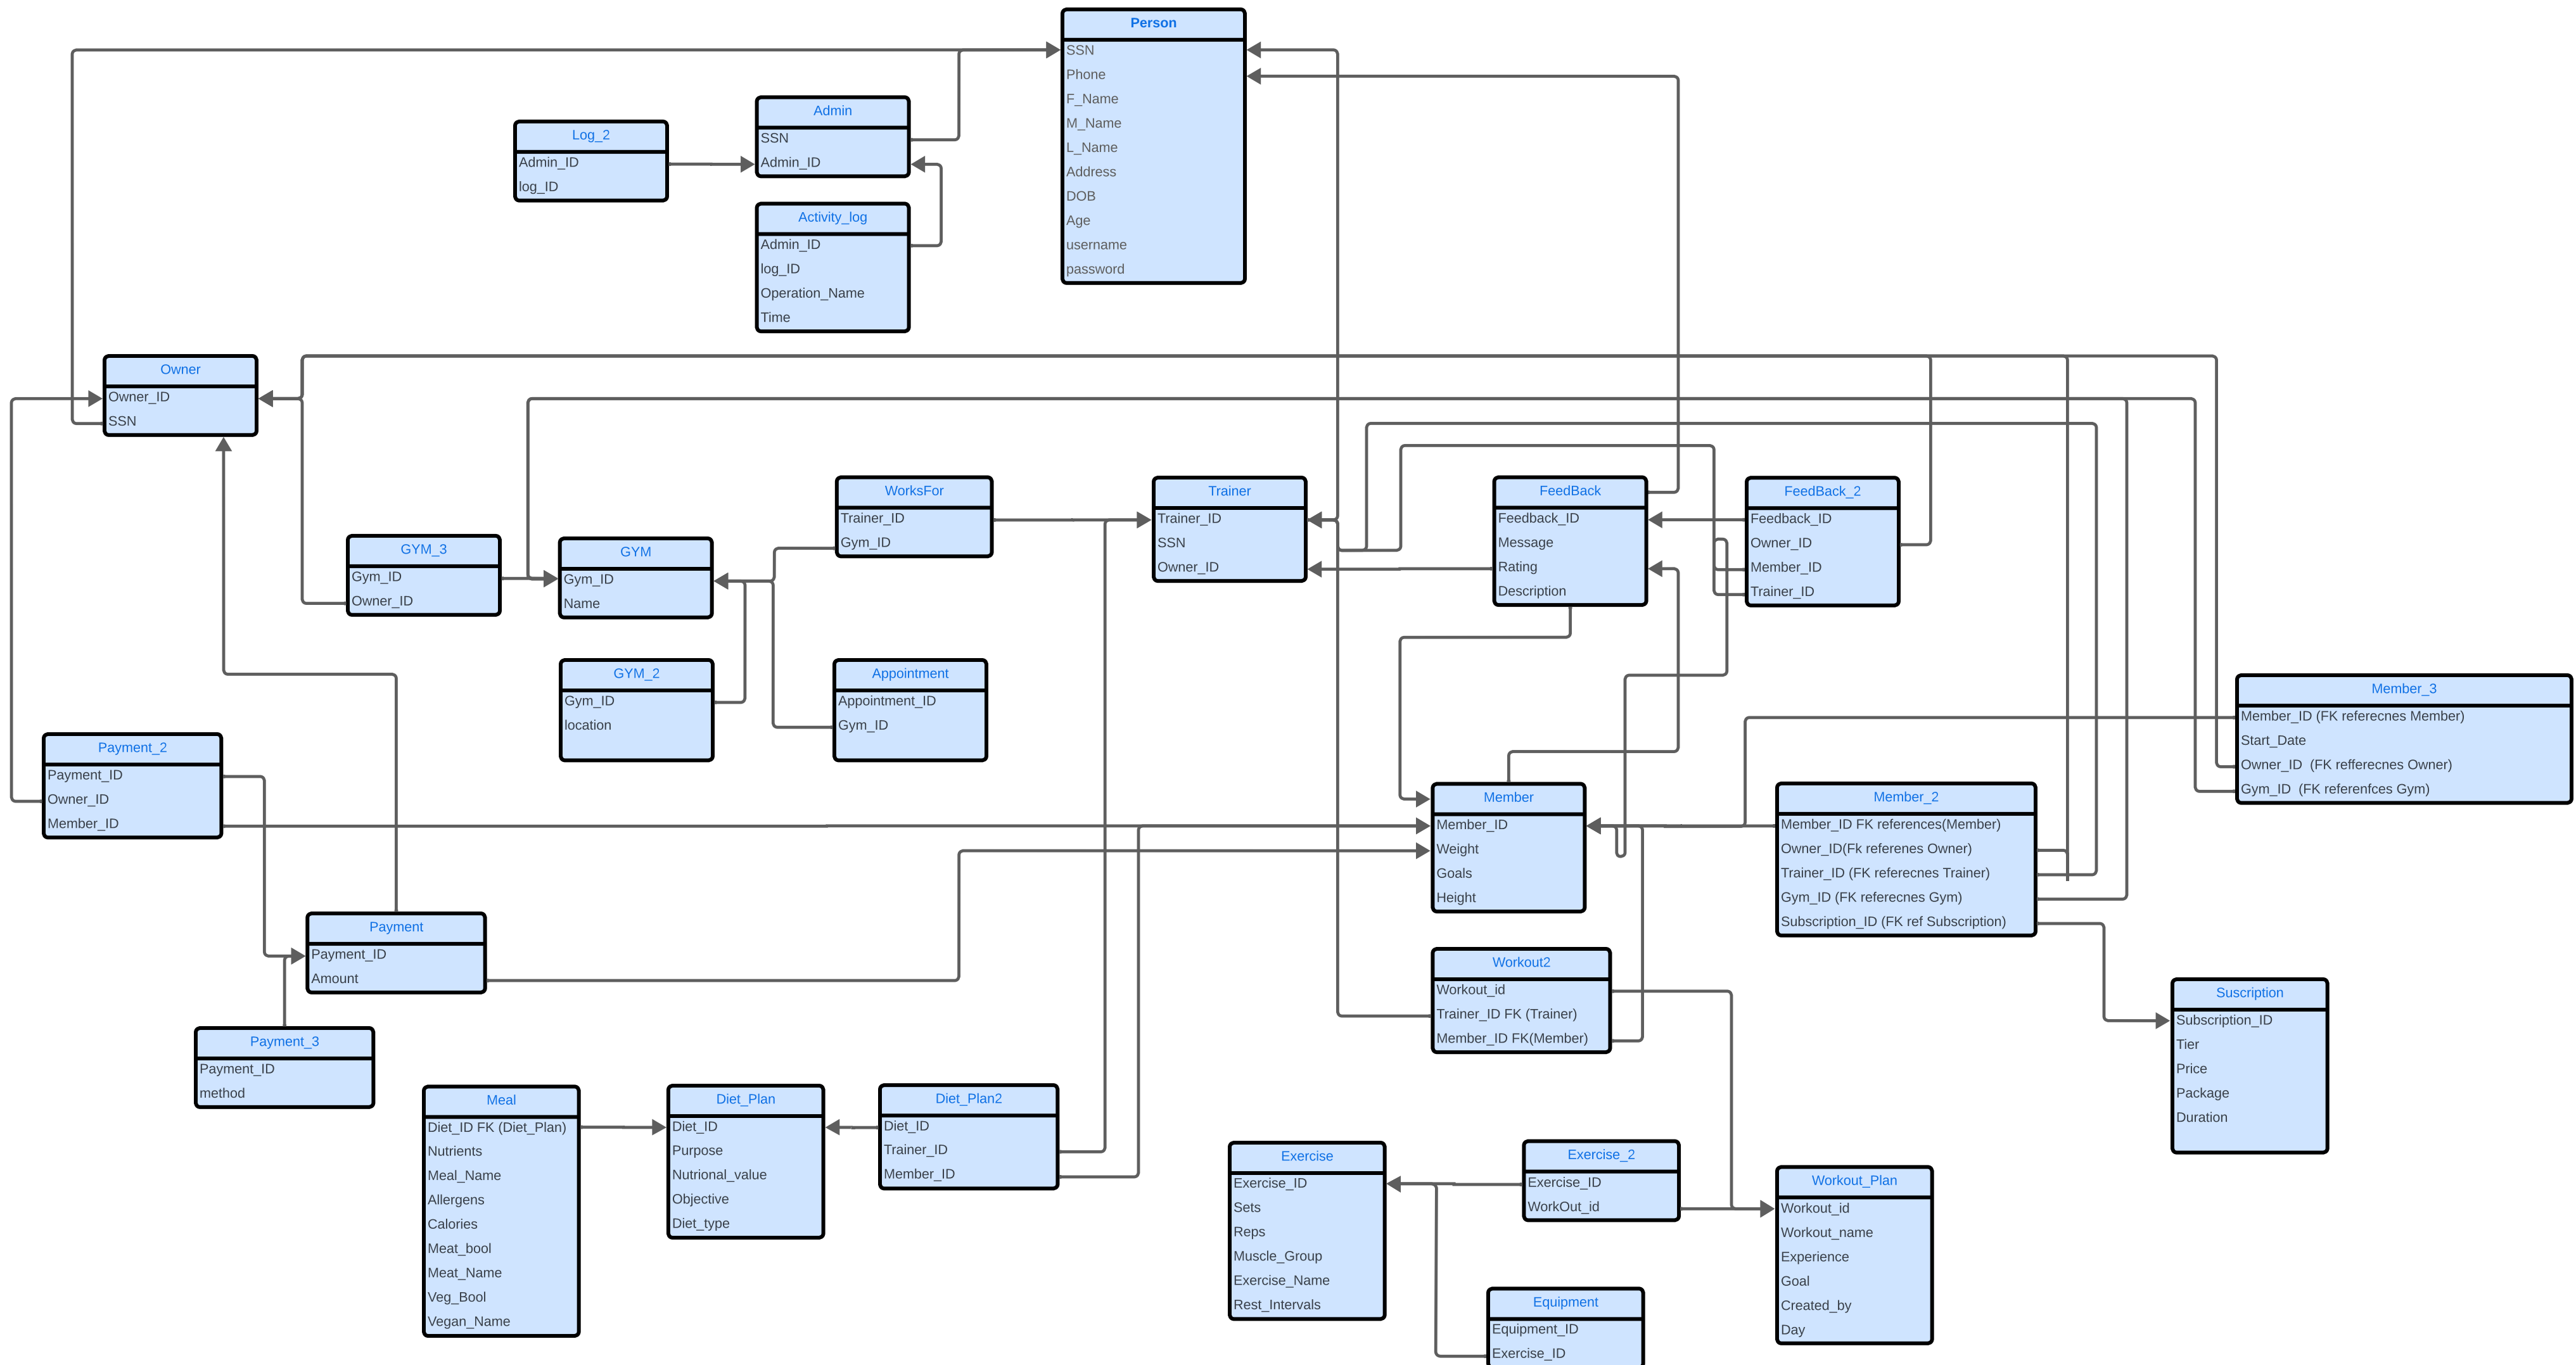 Person
SSN
Phone
F_Name
M_Name
L_Name
Address
DOB
Age
username
password
Admin
SSN
Admin_ID
Log_2
Admin_ID
log_ID
Activity_log
Admin_ID
log_ID
Operation_Name
Time
Owner
Owner_ID
SSN
GYM_3
Gym_ID
Owner_ID
GYM
Gym_ID
Name
WorksFor
Trainer_ID
Gym_ID
Trainer
Trainer_ID
SSN
Owner_ID
FeedBack
Feedback_ID
Message
Rating
Description
FeedBack_2
Feedback_ID
Owner_ID
Member_ID
Trainer_ID
GYM_2
Gym_ID
location
Appointment
Appointment_ID
Gym_ID
Member_3
Member_ID (FK referecnes Member)
Start_Date
Owner_ID  (FK refferecnes Owner)
Gym_ID  (FK referenfces Gym)
Payment_2
Payment_ID
Owner_ID
Member_ID
Member
Member_ID
Weight
Goals
Height
Member_2
Member_ID FK references(Member)
Owner_ID(Fk referenes Owner)
Trainer_ID (FK referecnes Trainer)
Gym_ID (FK referecnes Gym)
Subscription_ID (FK ref Subscription)
Payment
Payment_ID
Amount
Workout2
Workout_id
Trainer_ID FK (Trainer)
Member_ID FK(Member)
Suscription
Subscription_ID
Tier
Price
Package
Duration
Payment_3
Payment_ID
method
Meal
Diet_ID FK (Diet_Plan)
Nutrients
Meal_Name
Allergens
Calories
Meat_bool
Meat_Name
Veg_Bool
Vegan_Name
Diet_Plan
Diet_ID
Purpose
Nutrional_value
Objective
Diet_type
Diet_Plan2
Diet_ID
Trainer_ID
Member_ID
Exercise
Exercise_ID
Sets
Reps
Muscle_Group
Exercise_Name
Rest_Intervals
Exercise_2
Exercise_ID
WorkOut_id
Workout_Plan
Workout_id
Workout_name
Experience
Goal
Created_by
Day
Equipment
Equipment_ID
Exercise_ID